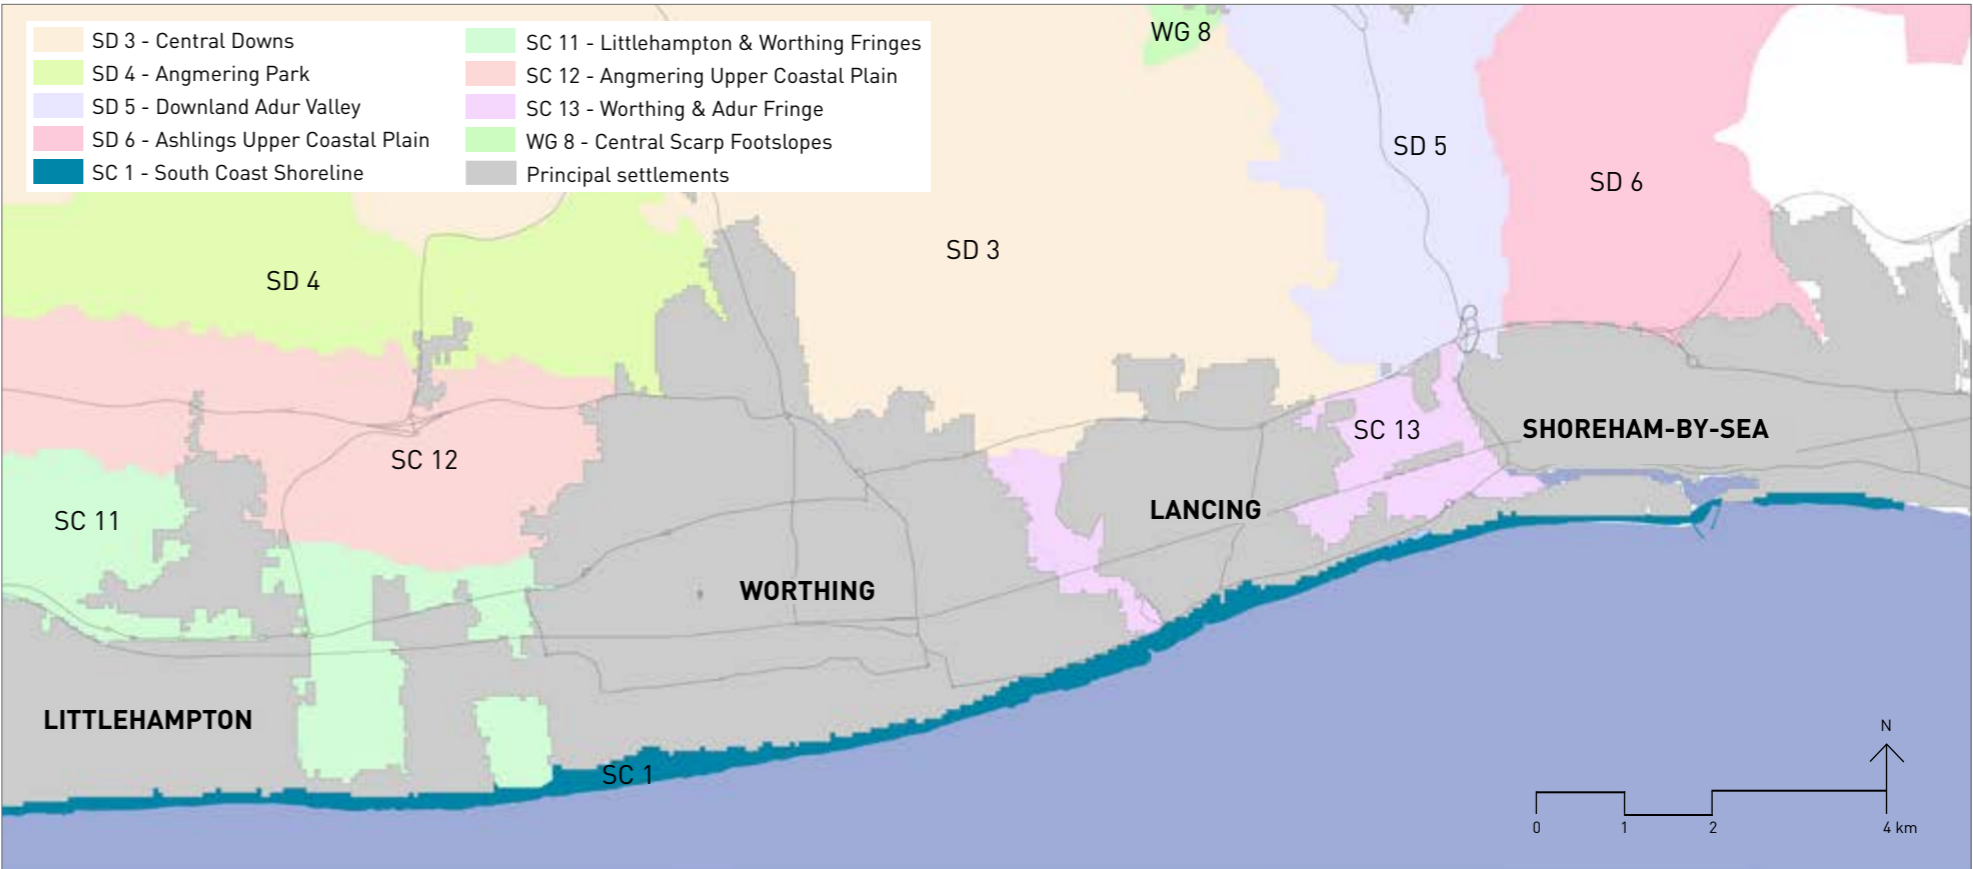 SD 3 - Central Downs
SD 4 - Angmering Park
SD 5 - Downland Adur Valley
SD 6 - Ashlings Upper Coastal Plain
SC 1 - South Coast Shoreline
SC 11 - Littlehampton & Worthing Fringes
SC 12 - Angmering Upper Coastal Plain
SC 13 - Worthing & Adur Fringe
WG 8 - Central Scarp Footslopes
Principal settlements
WG 8
SD 5
SD 6
SD 3
SD 4
SC 13
SHOREHAM-BY-SEA
SC 12
LANCING
SC 11
WORTHING
LITTLEHAMPTON
SC 1
N
0 1 2 4 km